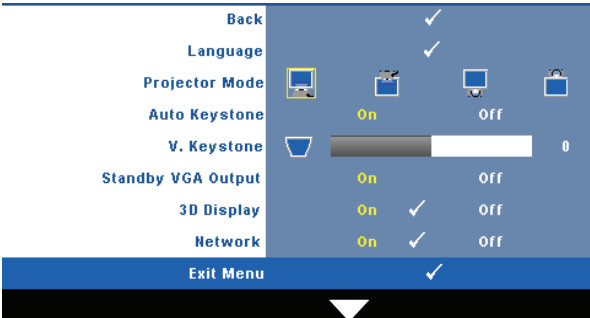 Back
Language
Projector Mode
Auto Keystone On Off
V. Keystone 0
Standby VGA Output On Off
3D Display On Off
Network On Off
Exit Menu